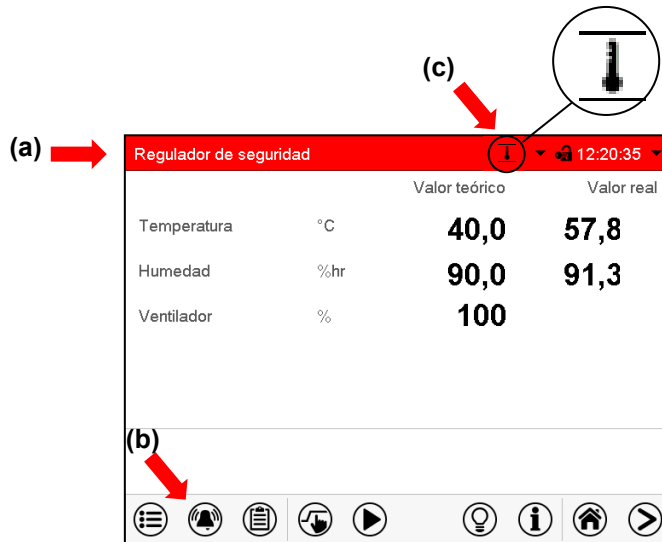 (c)
(a)
Regulador de seguridad 12:20:35
Valor teórico Valor real
Temperatura °C 40,0 57,8
Humedad %hr 90,0 91,3
Ventilador % 100
(b)